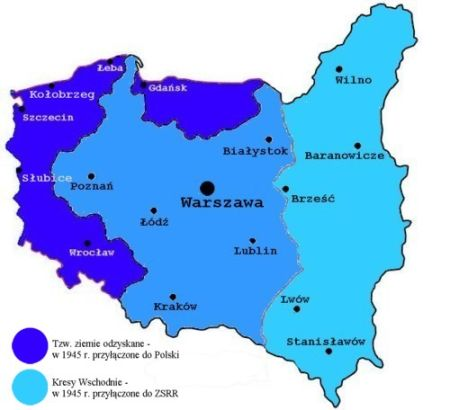 Łeba
Gdańsk
Kołobrzeg
Szczecin
Wilno
Białystok
Baranowicze
Słubice
Poznań
Warszawa
Brześć
Łódź
Wrocław
Lublin
Kraków
Lwów
Stanisławów
Tzw. ziemie odzyskane -
w 1945 r. przyłączone do Polski
Kresy Wschodnie -
w 1945 r. przyłączone do ZSRR